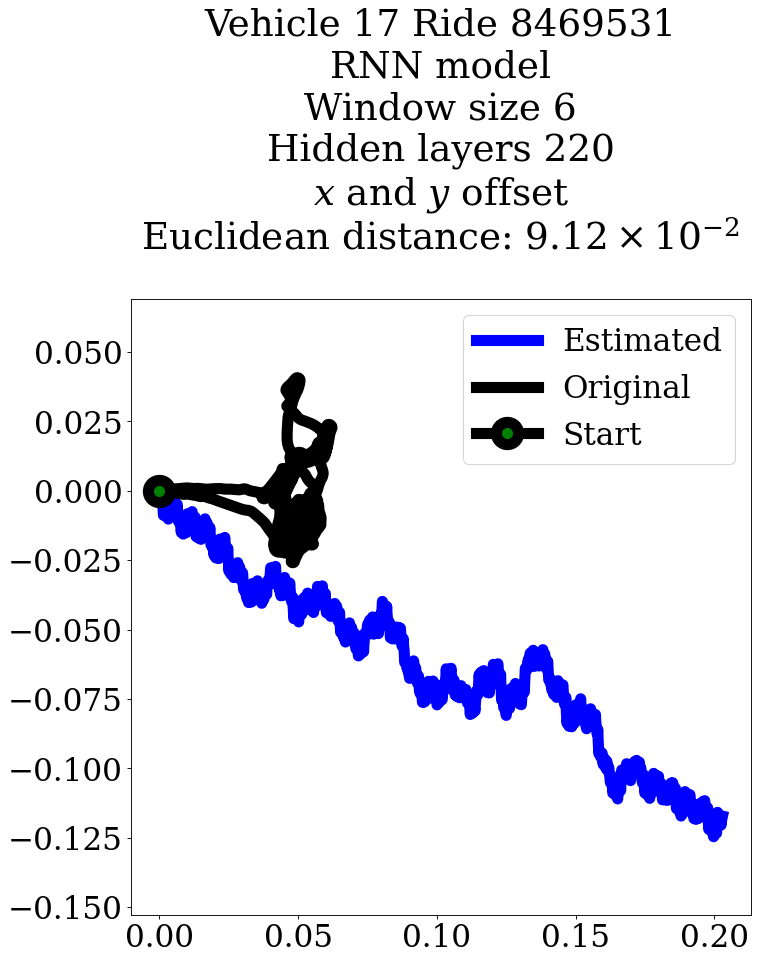 Vehicle 17 Ride 8469531
RNN model
Window size 6
Hidden layers 220
x and y offset
Euclidean distance: 9.12 × 10⁻²
Estimated
Original
Start
0.050
0.025
0.000
−0.025
−0.050
−0.075
−0.100
−0.125
−0.150
0.00 0.05 0.10 0.15 0.20